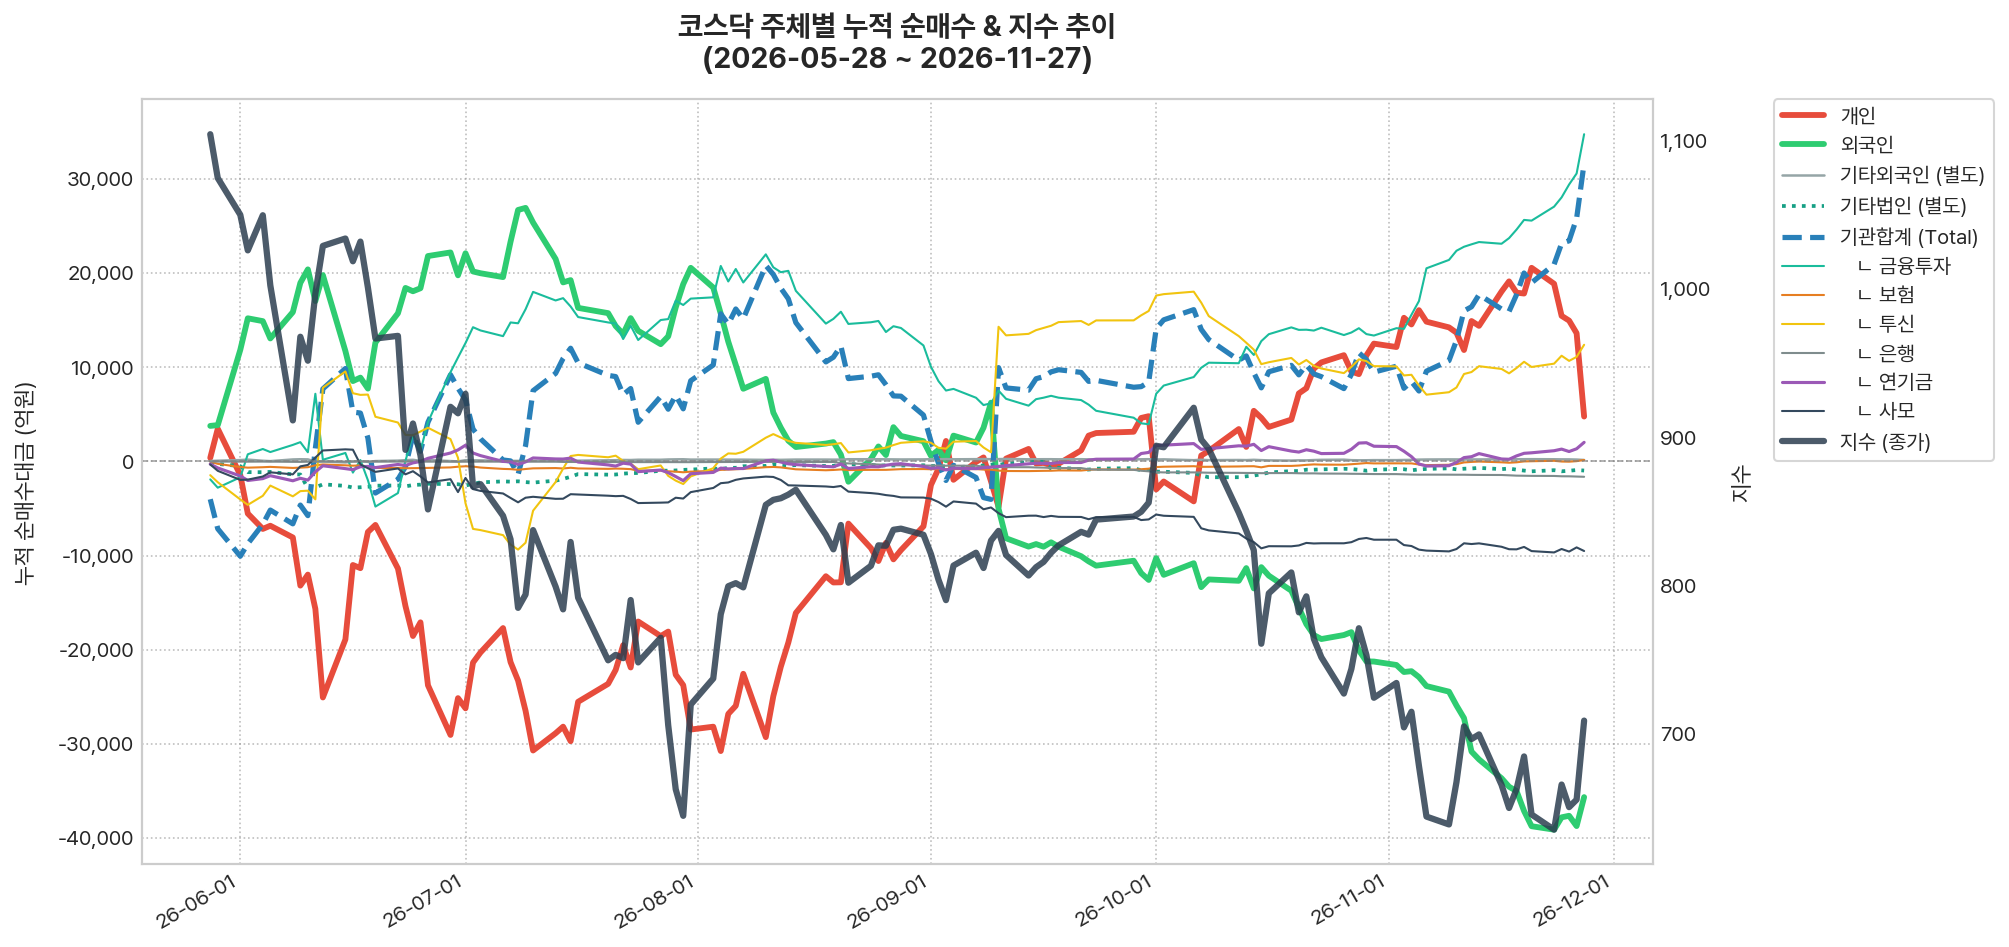 코스닥 주체별 누적 순매수 & 지수 추이
(2026-05-28 ~ 2026-11-27)
누적 순매수대금 (억원)
30,000
20,000
10,000
0
-10,000
-20,000
-30,000
-40,000
1,100
1,000
900
800
700
지수
26-06-01
26-07-01
26-08-01
26-09-01
26-10-01
26-11-01
26-12-01
개인
외국인
기타외국인 (별도)
기타법인 (별도)
기관합계 (Total)
ㄴ 금융투자
ㄴ 보험
ㄴ 투신
ㄴ 은행
ㄴ 연기금
ㄴ 사모
지수 (종가)